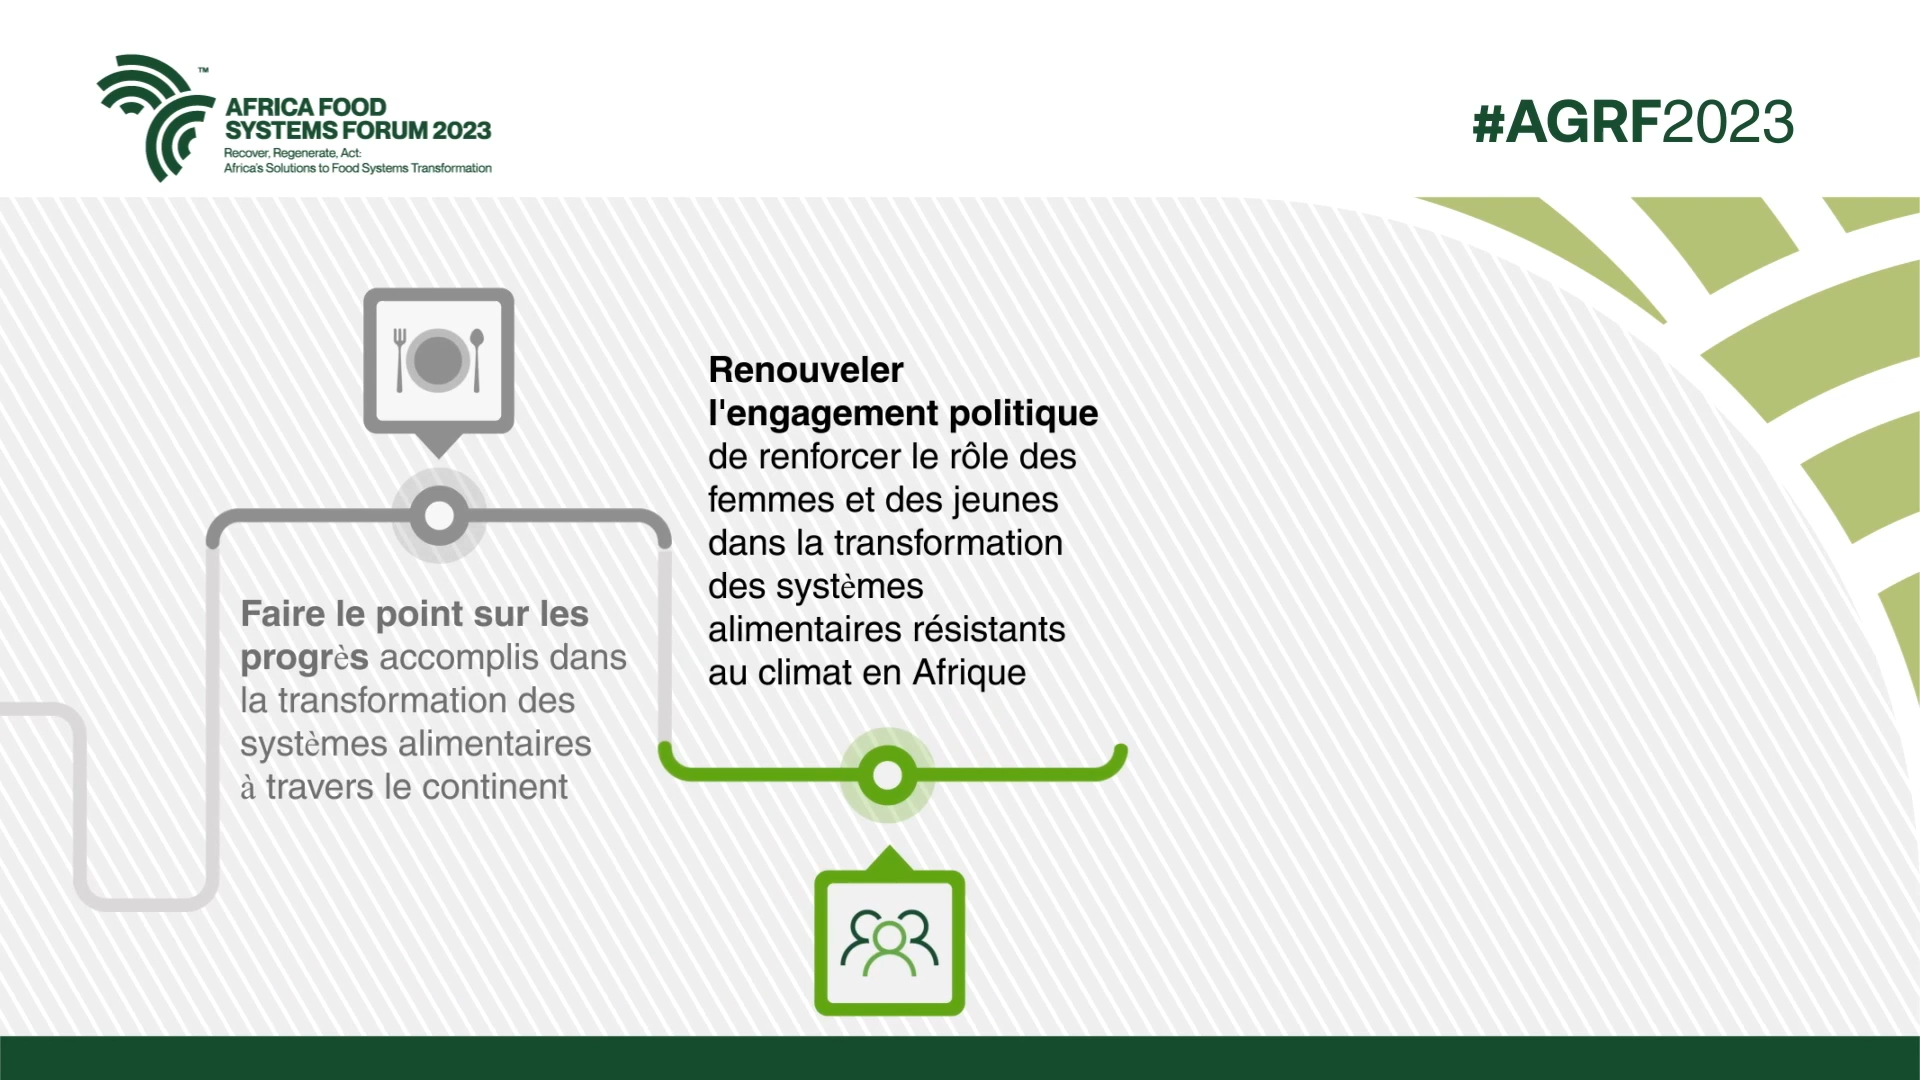 ™
AFRICA FOOD
SYSTEMS FORUM 2023
Recover, Regenerate, Act:
Africa's Solutions to Food Systems Transformation
#AGRF2023
Faire le point sur les
progrès accomplis dans
la transformation des
systèmes alimentaires
à travers le continent
Renouveler
l'engagement politique
de renforcer le rôle des
femmes et des jeunes
dans la transformation
des systèmes
alimentaires résistants
au climat en Afrique